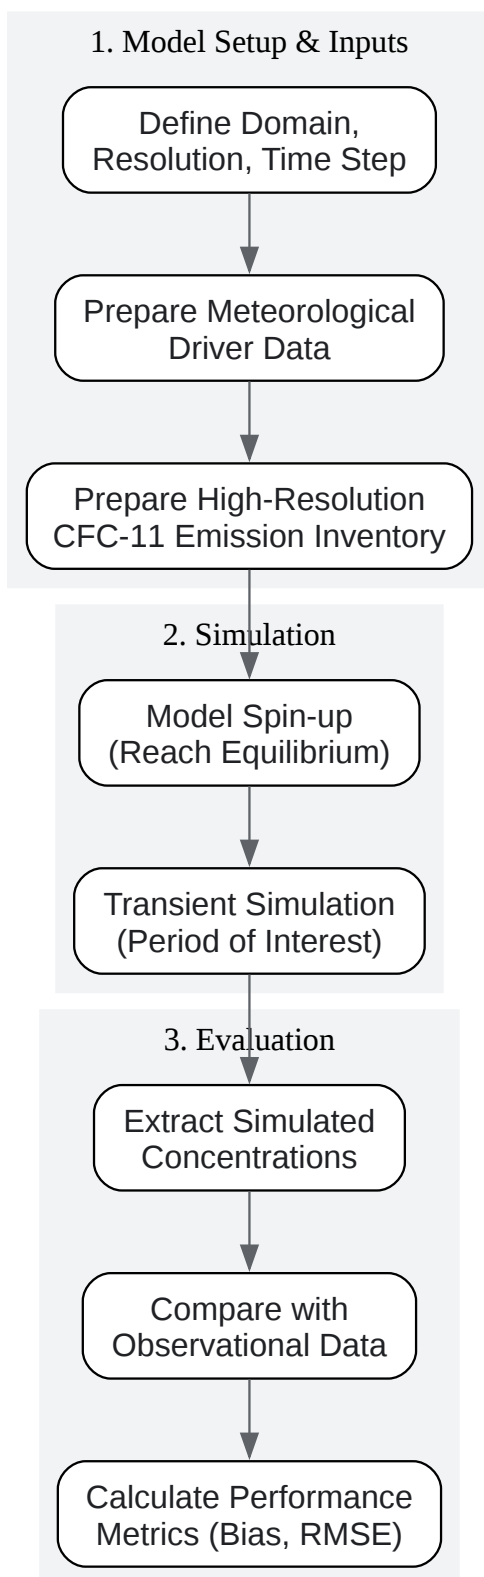 1. Model Setup & Inputs
Define Domain,
Resolution, Time Step
Prepare Meteorological
Driver Data
Prepare High-Resolution
CFC-11 Emission Inventory
2. Simulation
Model Spin-up
(Reach Equilibrium)
Transient Simulation
(Period of Interest)
3. Evaluation
Extract Simulated
Concentrations
Compare with
Observational Data
Calculate Performance
Metrics (Bias, RMSE)